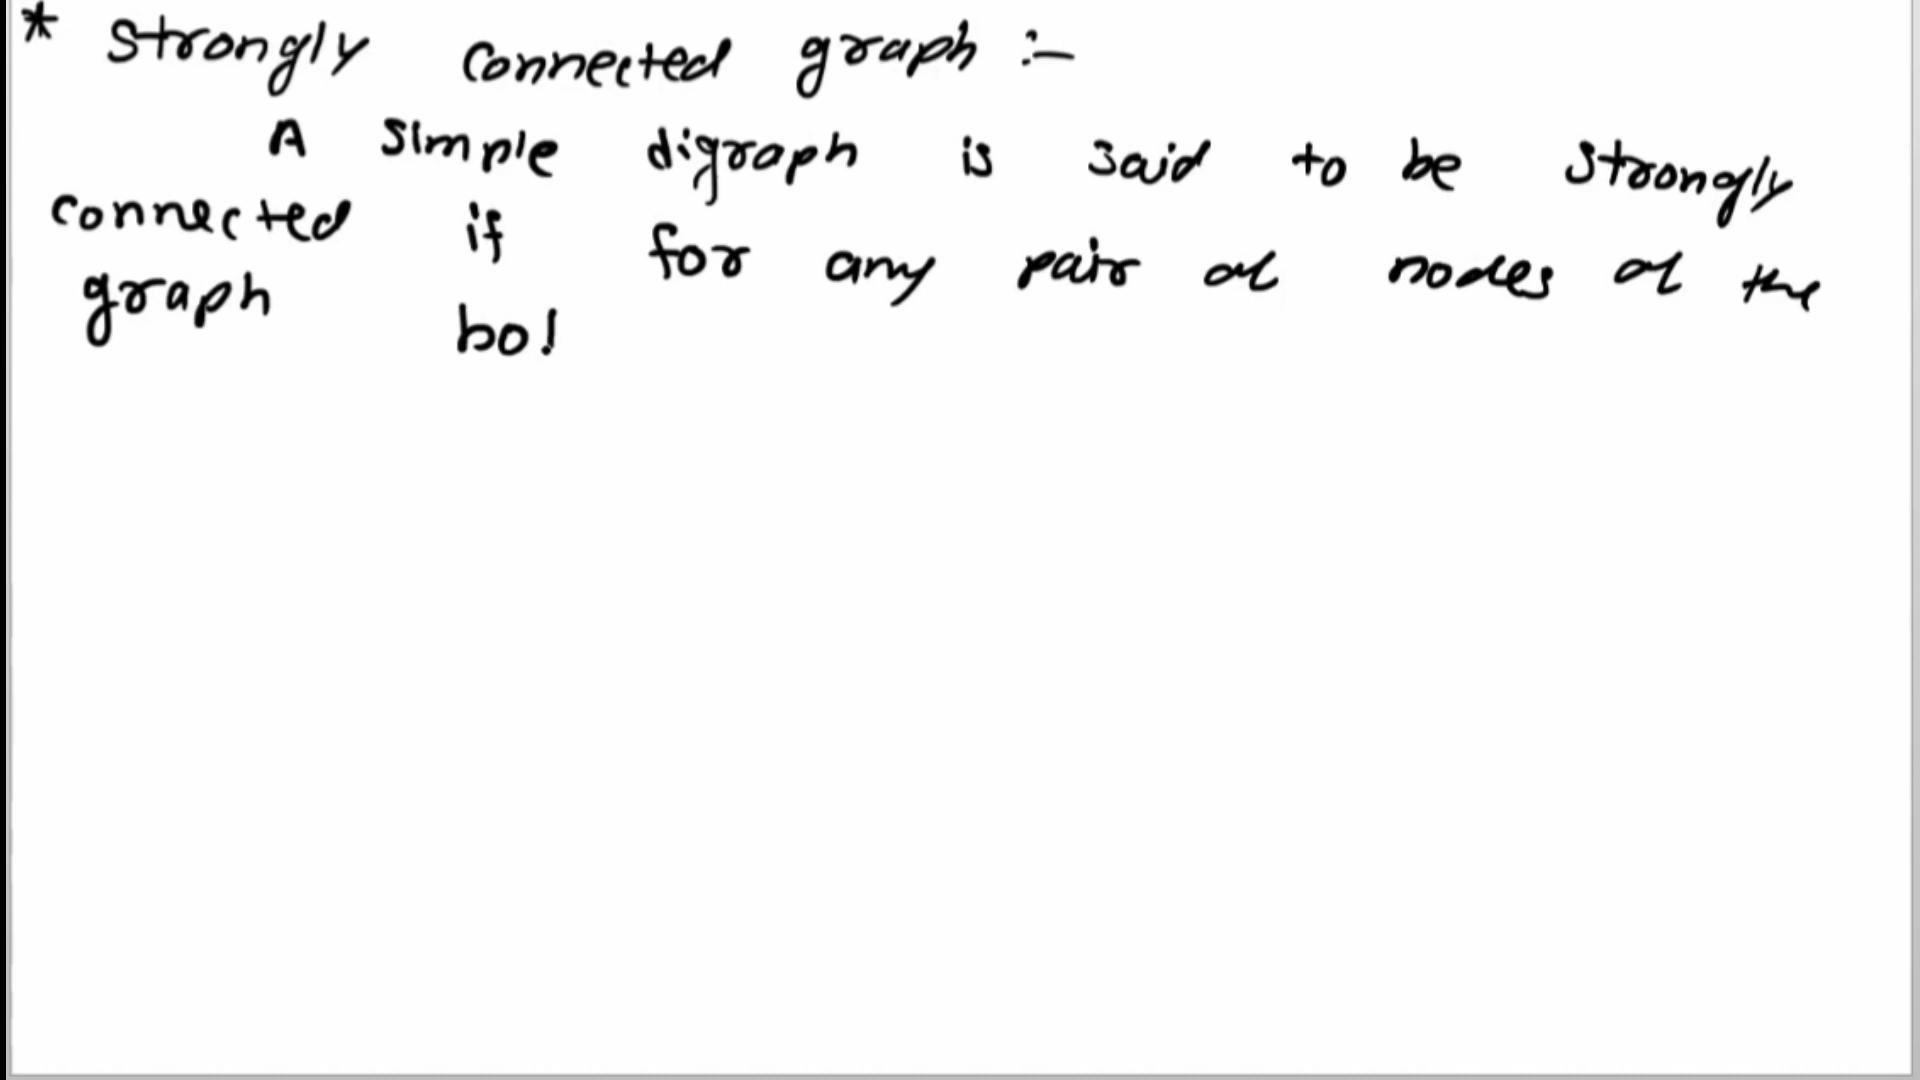 * Strongly Connected graph :-
A simple digraph is said to be strongly
connected if for any pair of nodes of the
graph bo!